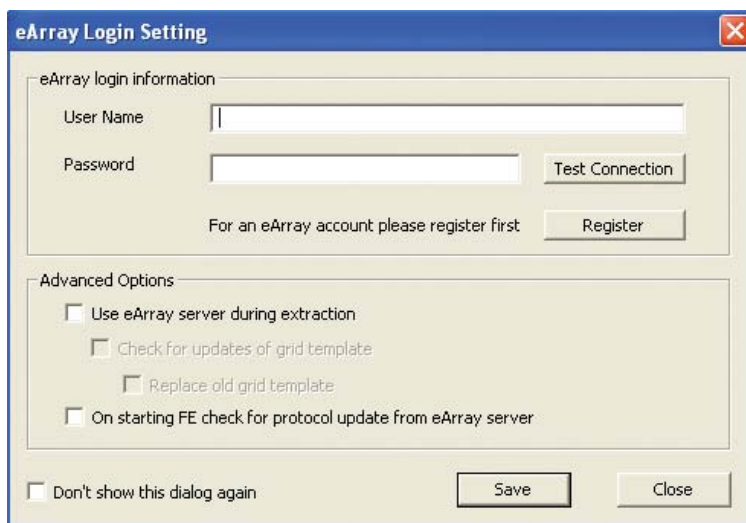 eArray Login Setting
eArray login information
User Name
Password
Test Connection
For an eArray account please register first
Register
Advanced Options
Use eArray server during extraction
Check for updates of grid template
Replace old grid template
On starting FE check for protocol update from eArray server
Don't show this dialog again
Save
Close